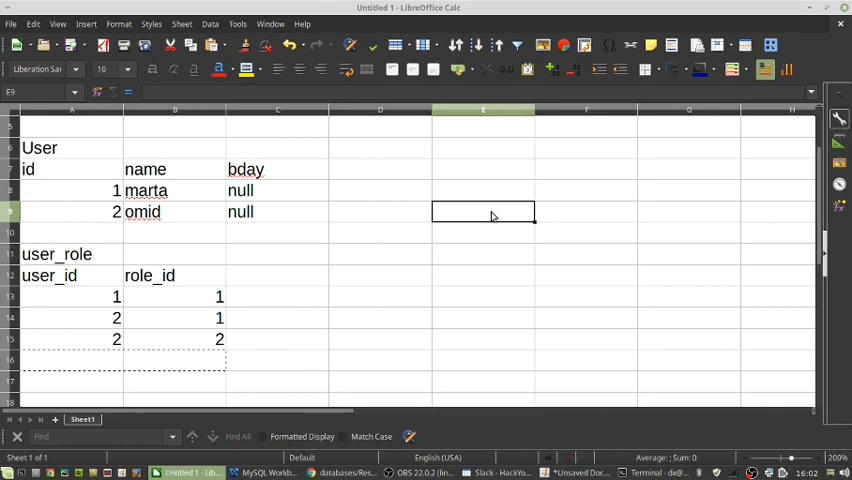 Untitled 1 - LibreOffice Calc
File Edit View Insert Format Styles Sheet Data Tools Window Help
Liberation Sar 10
E9
A B C D E F G H
5
6 User
7 id name bday
8 1 marta null
9 2 omid null
10
11 user_role
12 user_id role_id
13 1 1
14 2 1
15 2 2
16
17
18
Sheet1
Find Find All Formatted Display Match Case
Sheet 1 of 1 Default English (USA) Average: ; Sum: 0 200%
Untitled 1 - Lib... MySQL Workb... databases/Res... OBS 22.0.2 (lin... Slack - HackYo... *Unsaved Doc... Terminal - dx@... 16:02